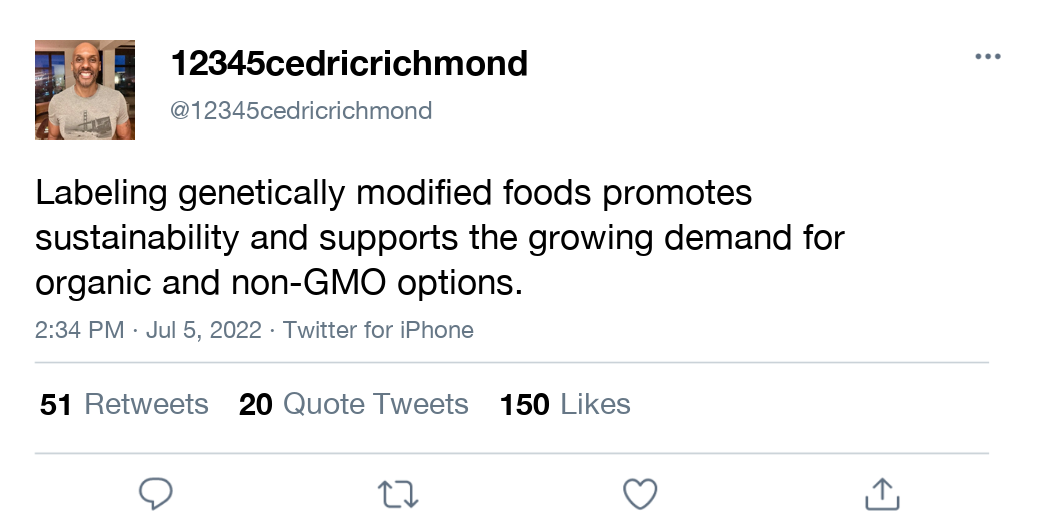 12345cedricrichmond
@12345cedricrichmond
Labeling genetically modified foods promotes
sustainability and supports the growing demand for
organic and non-GMO options.
2:34 PM · Jul 5, 2022 · Twitter for iPhone
51 Retweets 20 Quote Tweets 150 Likes